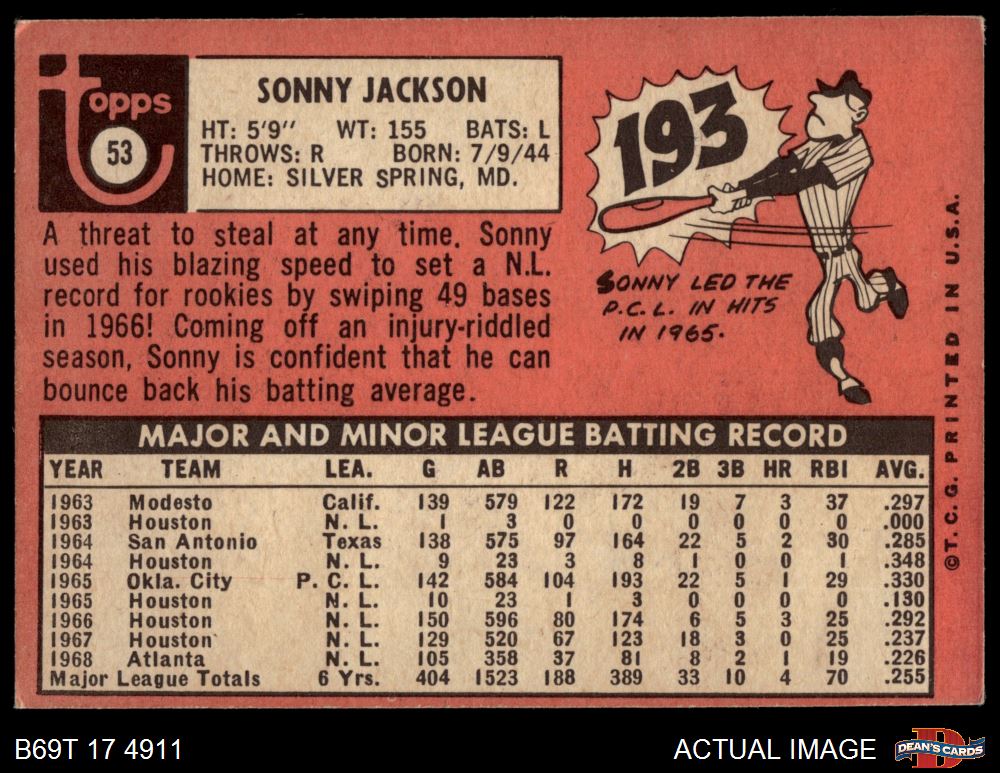 Topps
53
SONNY JACKSON
HT: 5'9" WT: 155 BATS: L
THROWS: R BORN: 7/9/44
HOME: SILVER SPRING, MD.
A threat to steal at any time. Sonny
used his blazing speed to set a N.L.
record for rookies by swiping 49 bases
in 1966! Coming off an injury-riddled
season, Sonny is confident that he can
bounce back his batting average.
193
SONNY LED THE
P.C.L. IN HITS
IN 1965.
©T.C.G. PRINTED IN U.S.A.
MAJOR AND MINOR LEAGUE BATTING RECORD
YEAR TEAM LEA. G AB R H 2B 3B HR RBI AVG.
1963 Modesto Calif. 139 579 122 172 19 7 3 37 .297
1963 Houston N. L. 1 3 0 0 0 0 0 0 .000
1964 San Antonio Texas 138 575 97 164 22 5 2 30 .285
1964 Houston N. L. 9 23 3 8 1 0 0 1 .348
1965 Okla. City P. C. L. 142 584 104 193 22 5 1 29 .330
1965 Houston N. L. 10 23 1 3 0 0 0 0 .130
1966 Houston N. L. 150 596 80 174 6 5 3 25 .292
1967 Houston N. L. 129 520 67 123 18 3 0 25 .237
1968 Atlanta N. L. 105 358 37 81 8 2 1 19 .226
Major League Totals 6 Yrs. 404 1523 188 389 33 10 4 70 .255
B69T 17 4911
ACTUAL IMAGE
D
DEAN'S CARDS